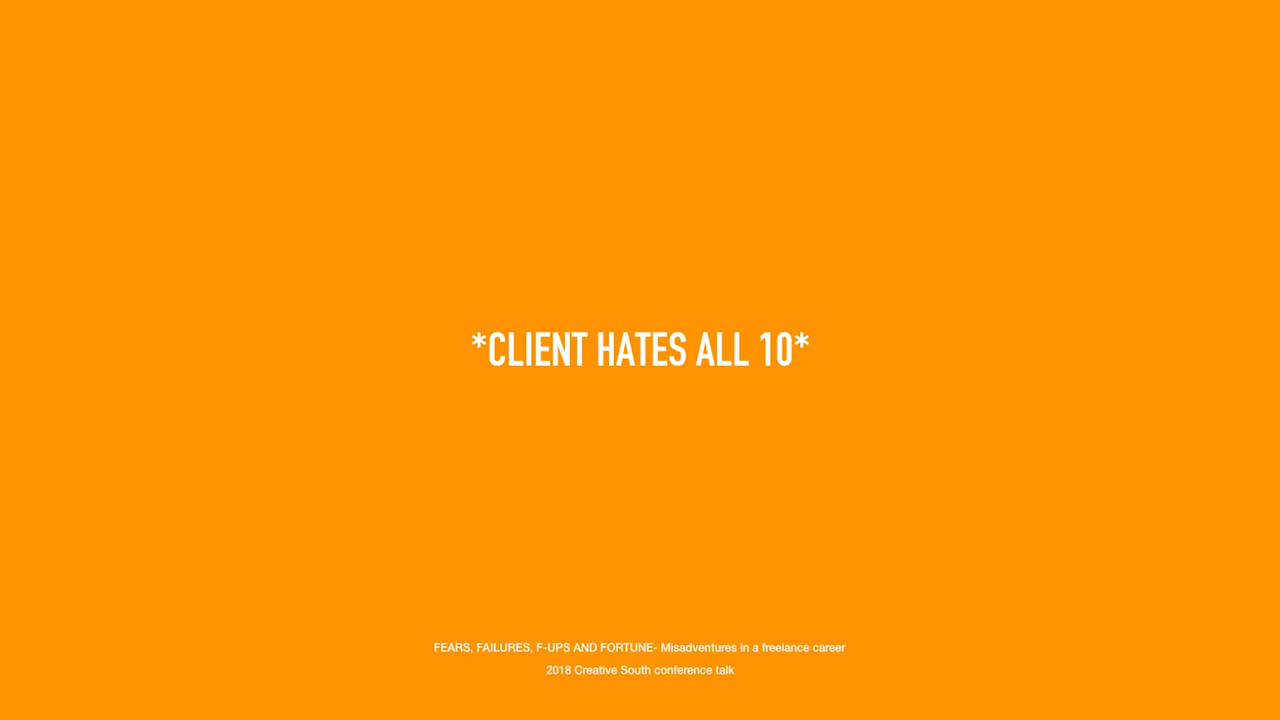 *CLIENT HATES ALL 10*
FEARS, FAILURES, F-UPS AND FORTUNE- Misadventures in a freelance career
2018 Creative South conference talk